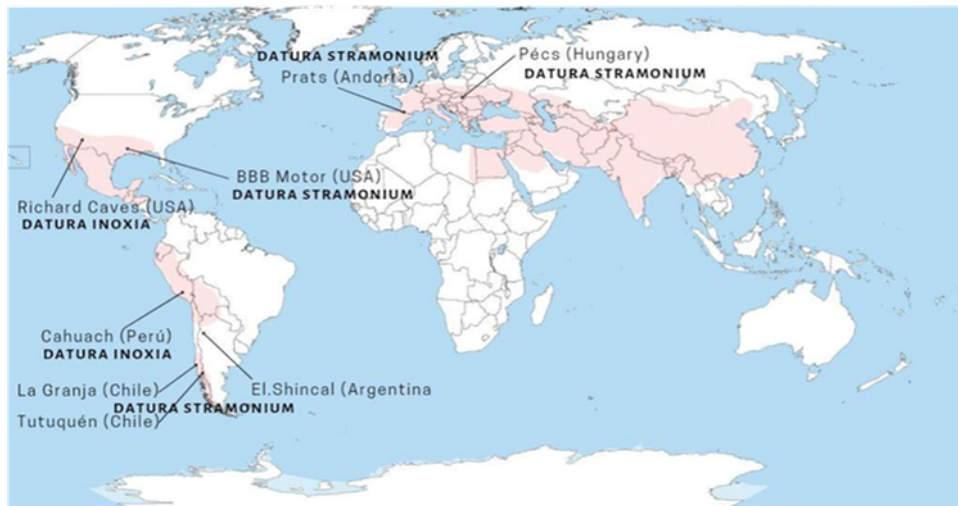 DATURA STRAMONIUM
Prats (Andorra)
Pécs (Hungary)
DATURA STRAMONIUM
BBB Motor (USA)
DATURA STRAMONIUM
Richard Caves (USA)
DATURA INOXIA
Cahuach (Perú)
DATURA INOXIA
La Granja (Chile)
El.Shincal (Argentina
DATURA STRAMONIUM
Tutuquén (Chile)